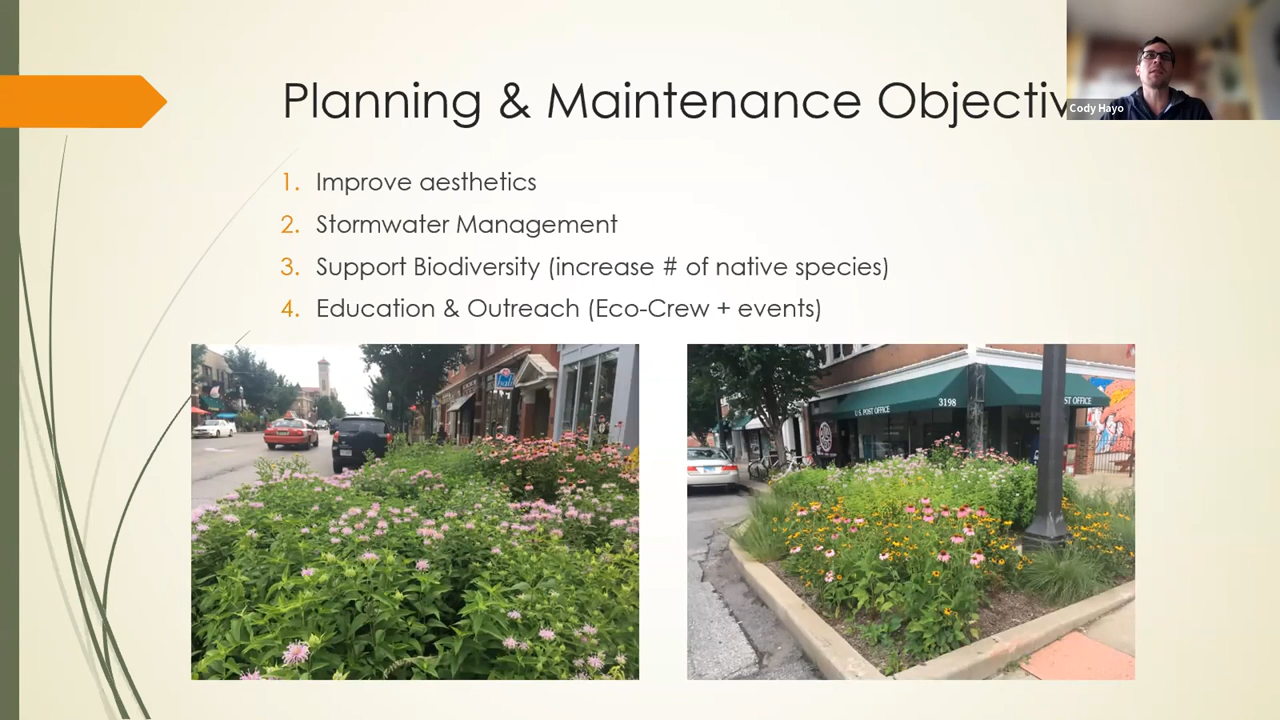 Planning & Maintenance Objectiv
Cody Hayo
1. Improve aesthetics
2. Stormwater Management
3. Support Biodiversity (increase # of native species)
4. Education & Outreach (Eco-Crew + events)
U.S. POST OFFICE
3198
ST OFFICE